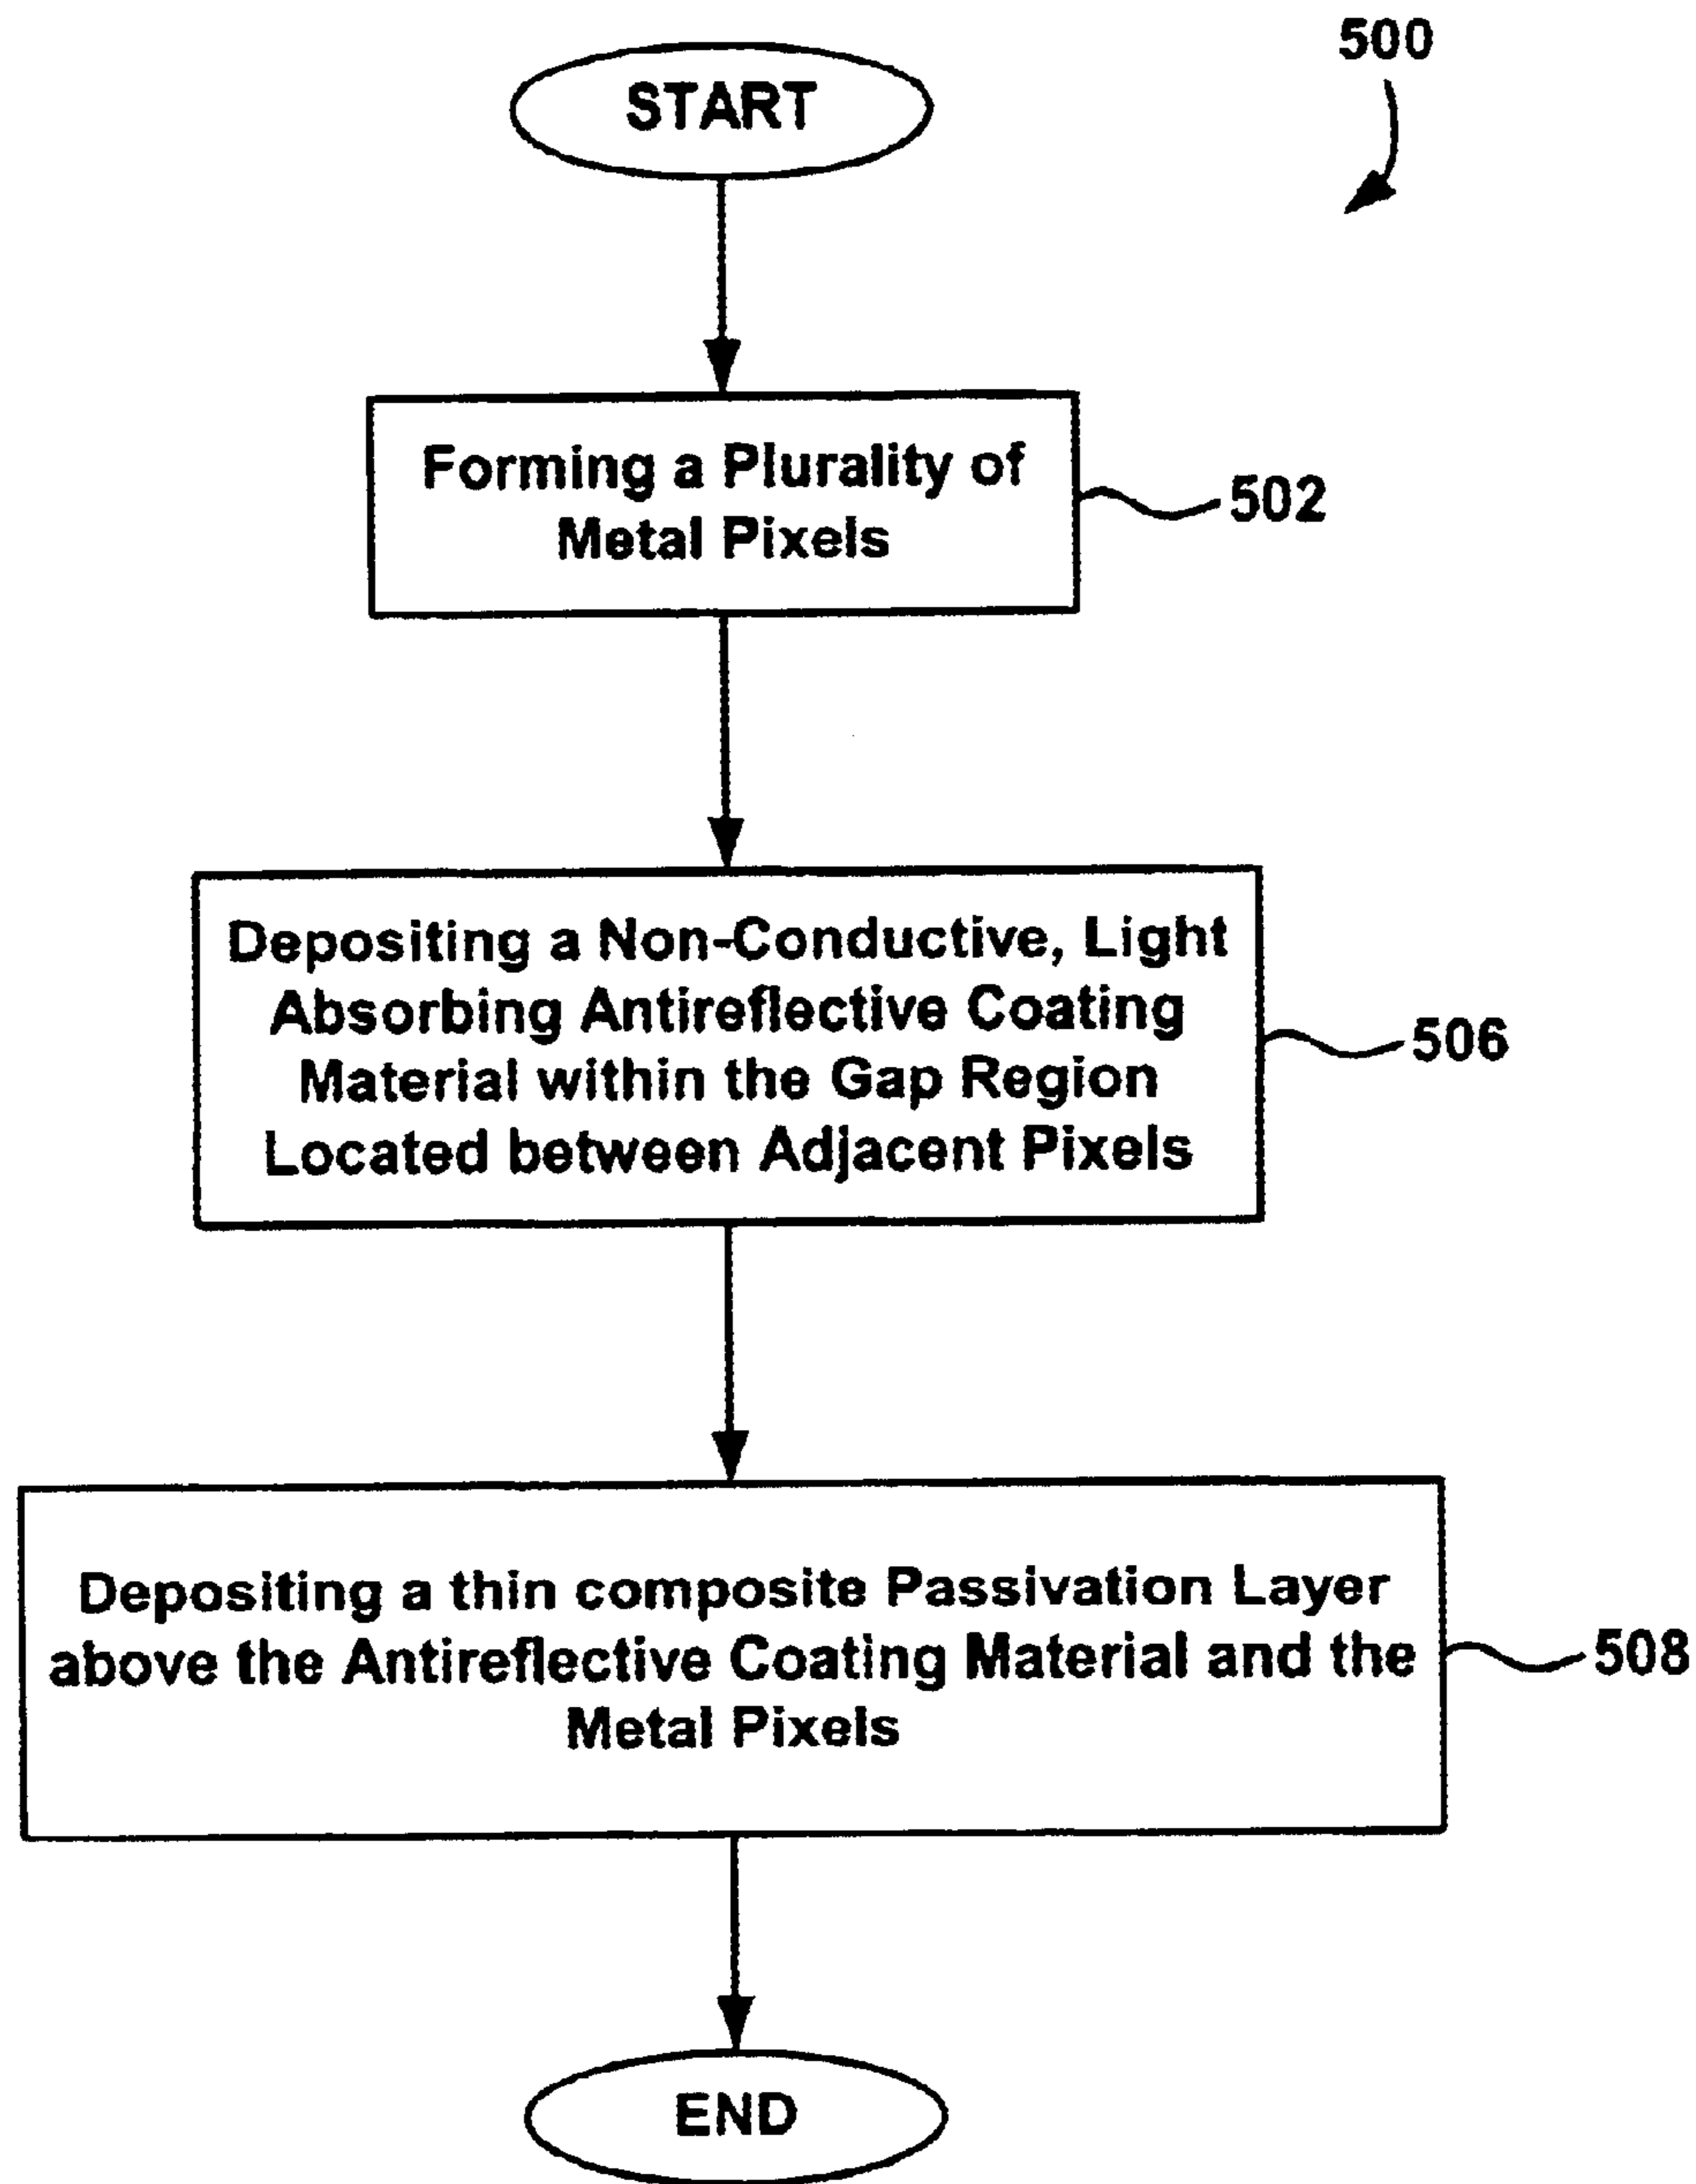 500
START
Forming a Plurality of
Metal Pixels
502
Depositing a Non-Conductive, Light
Absorbing Antireflective Coating
Material within the Gap Region
Located between Adjacent Pixels
506
Depositing a thin composite Passivation Layer
above the Antireflective Coating Material and the
Metal Pixels
508
END